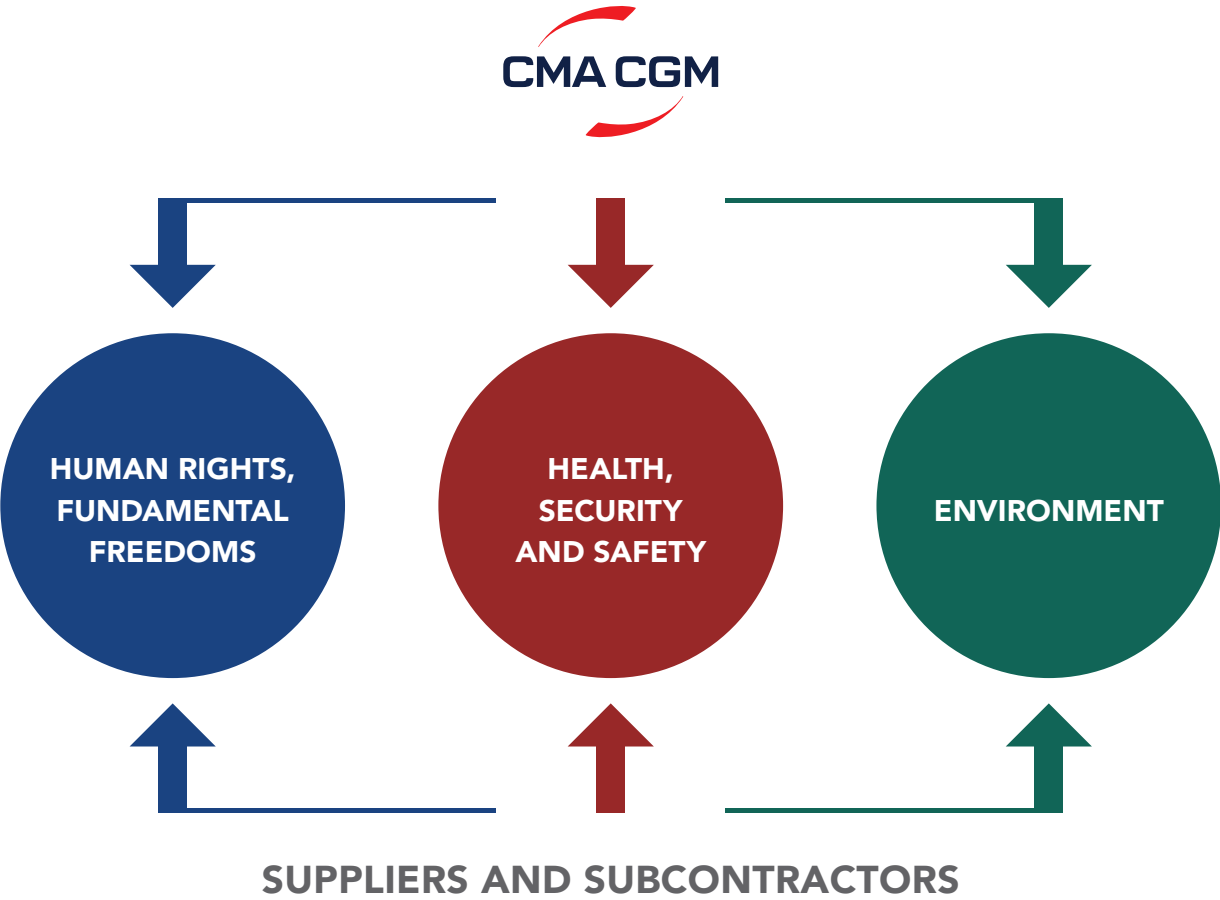 CMA CGM
HUMAN RIGHTS,
FUNDAMENTAL
FREEDOMS
HEALTH,
SECURITY
AND SAFETY
ENVIRONMENT
SUPPLIERS AND SUBCONTRACTORS